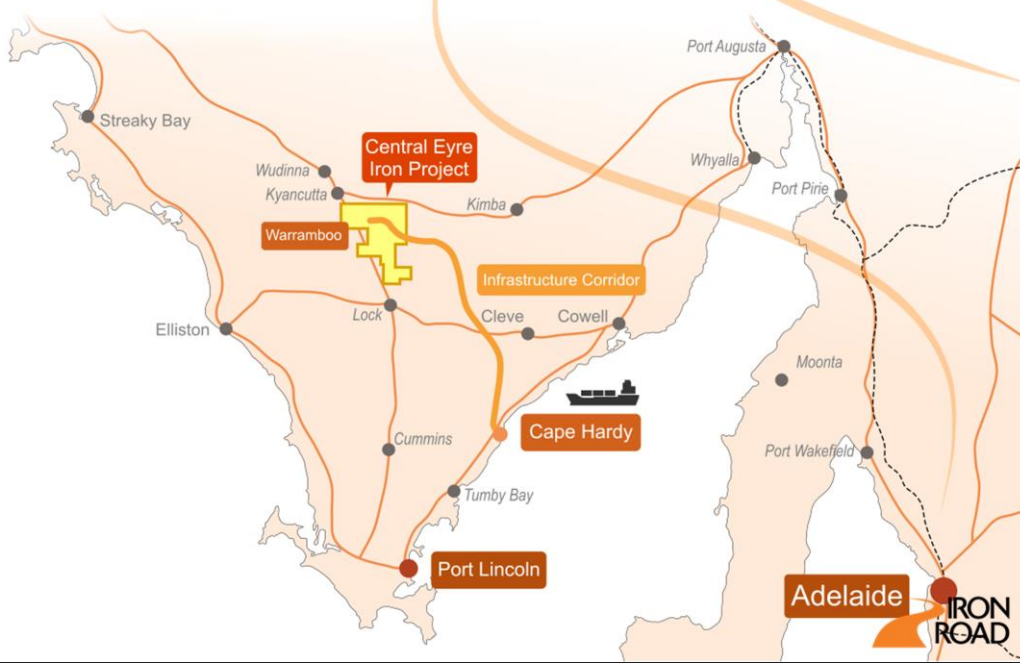 Port Augusta
Streaky Bay
Central Eyre
Iron Project
Whyalla
Wudinna
Kyancutta
Port Pirie
Kimba
Warramboo
Infrastructure Corridor
Lock
Cleve
Cowell
Elliston
Moonta
Cape Hardy
Cummins
Port Wakefield
Tumby Bay
Port Lincoln
Adelaide
IRON
ROAD